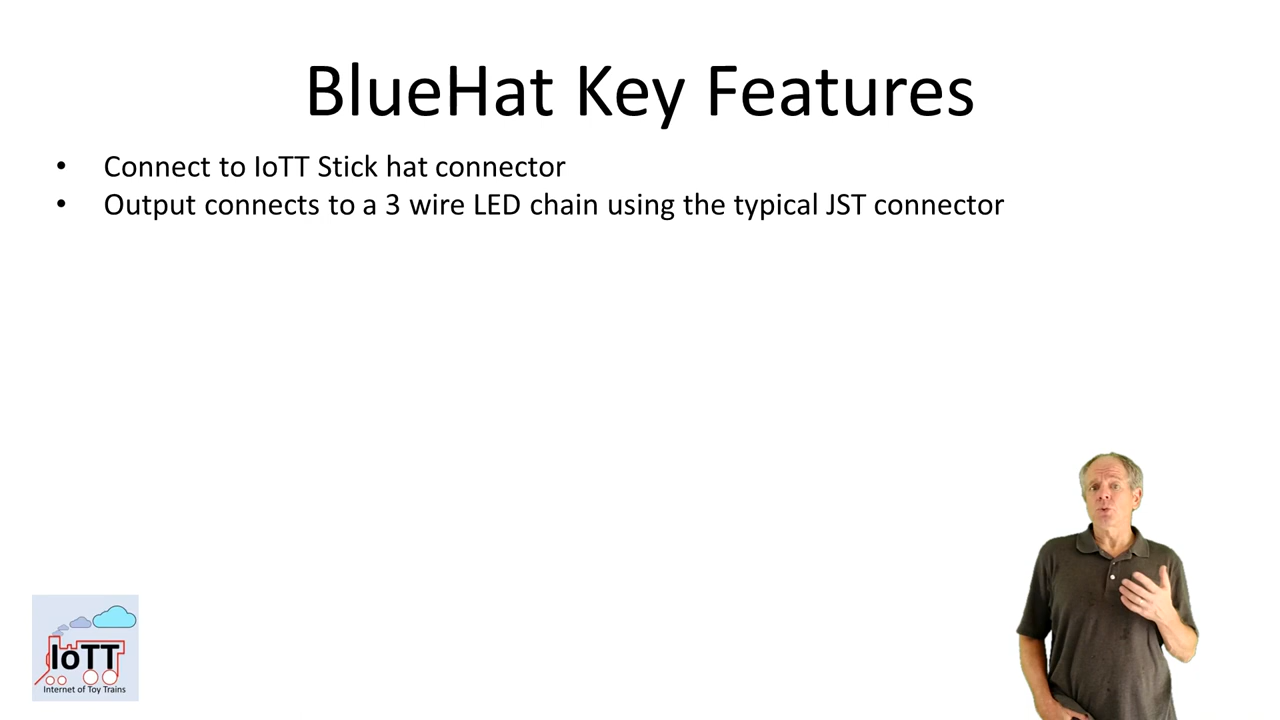 BlueHat Key Features
• Connect to IoTT Stick hat connector
• Output connects to a 3 wire LED chain using the typical JST connector
IoTT
Internet of Toy Trains